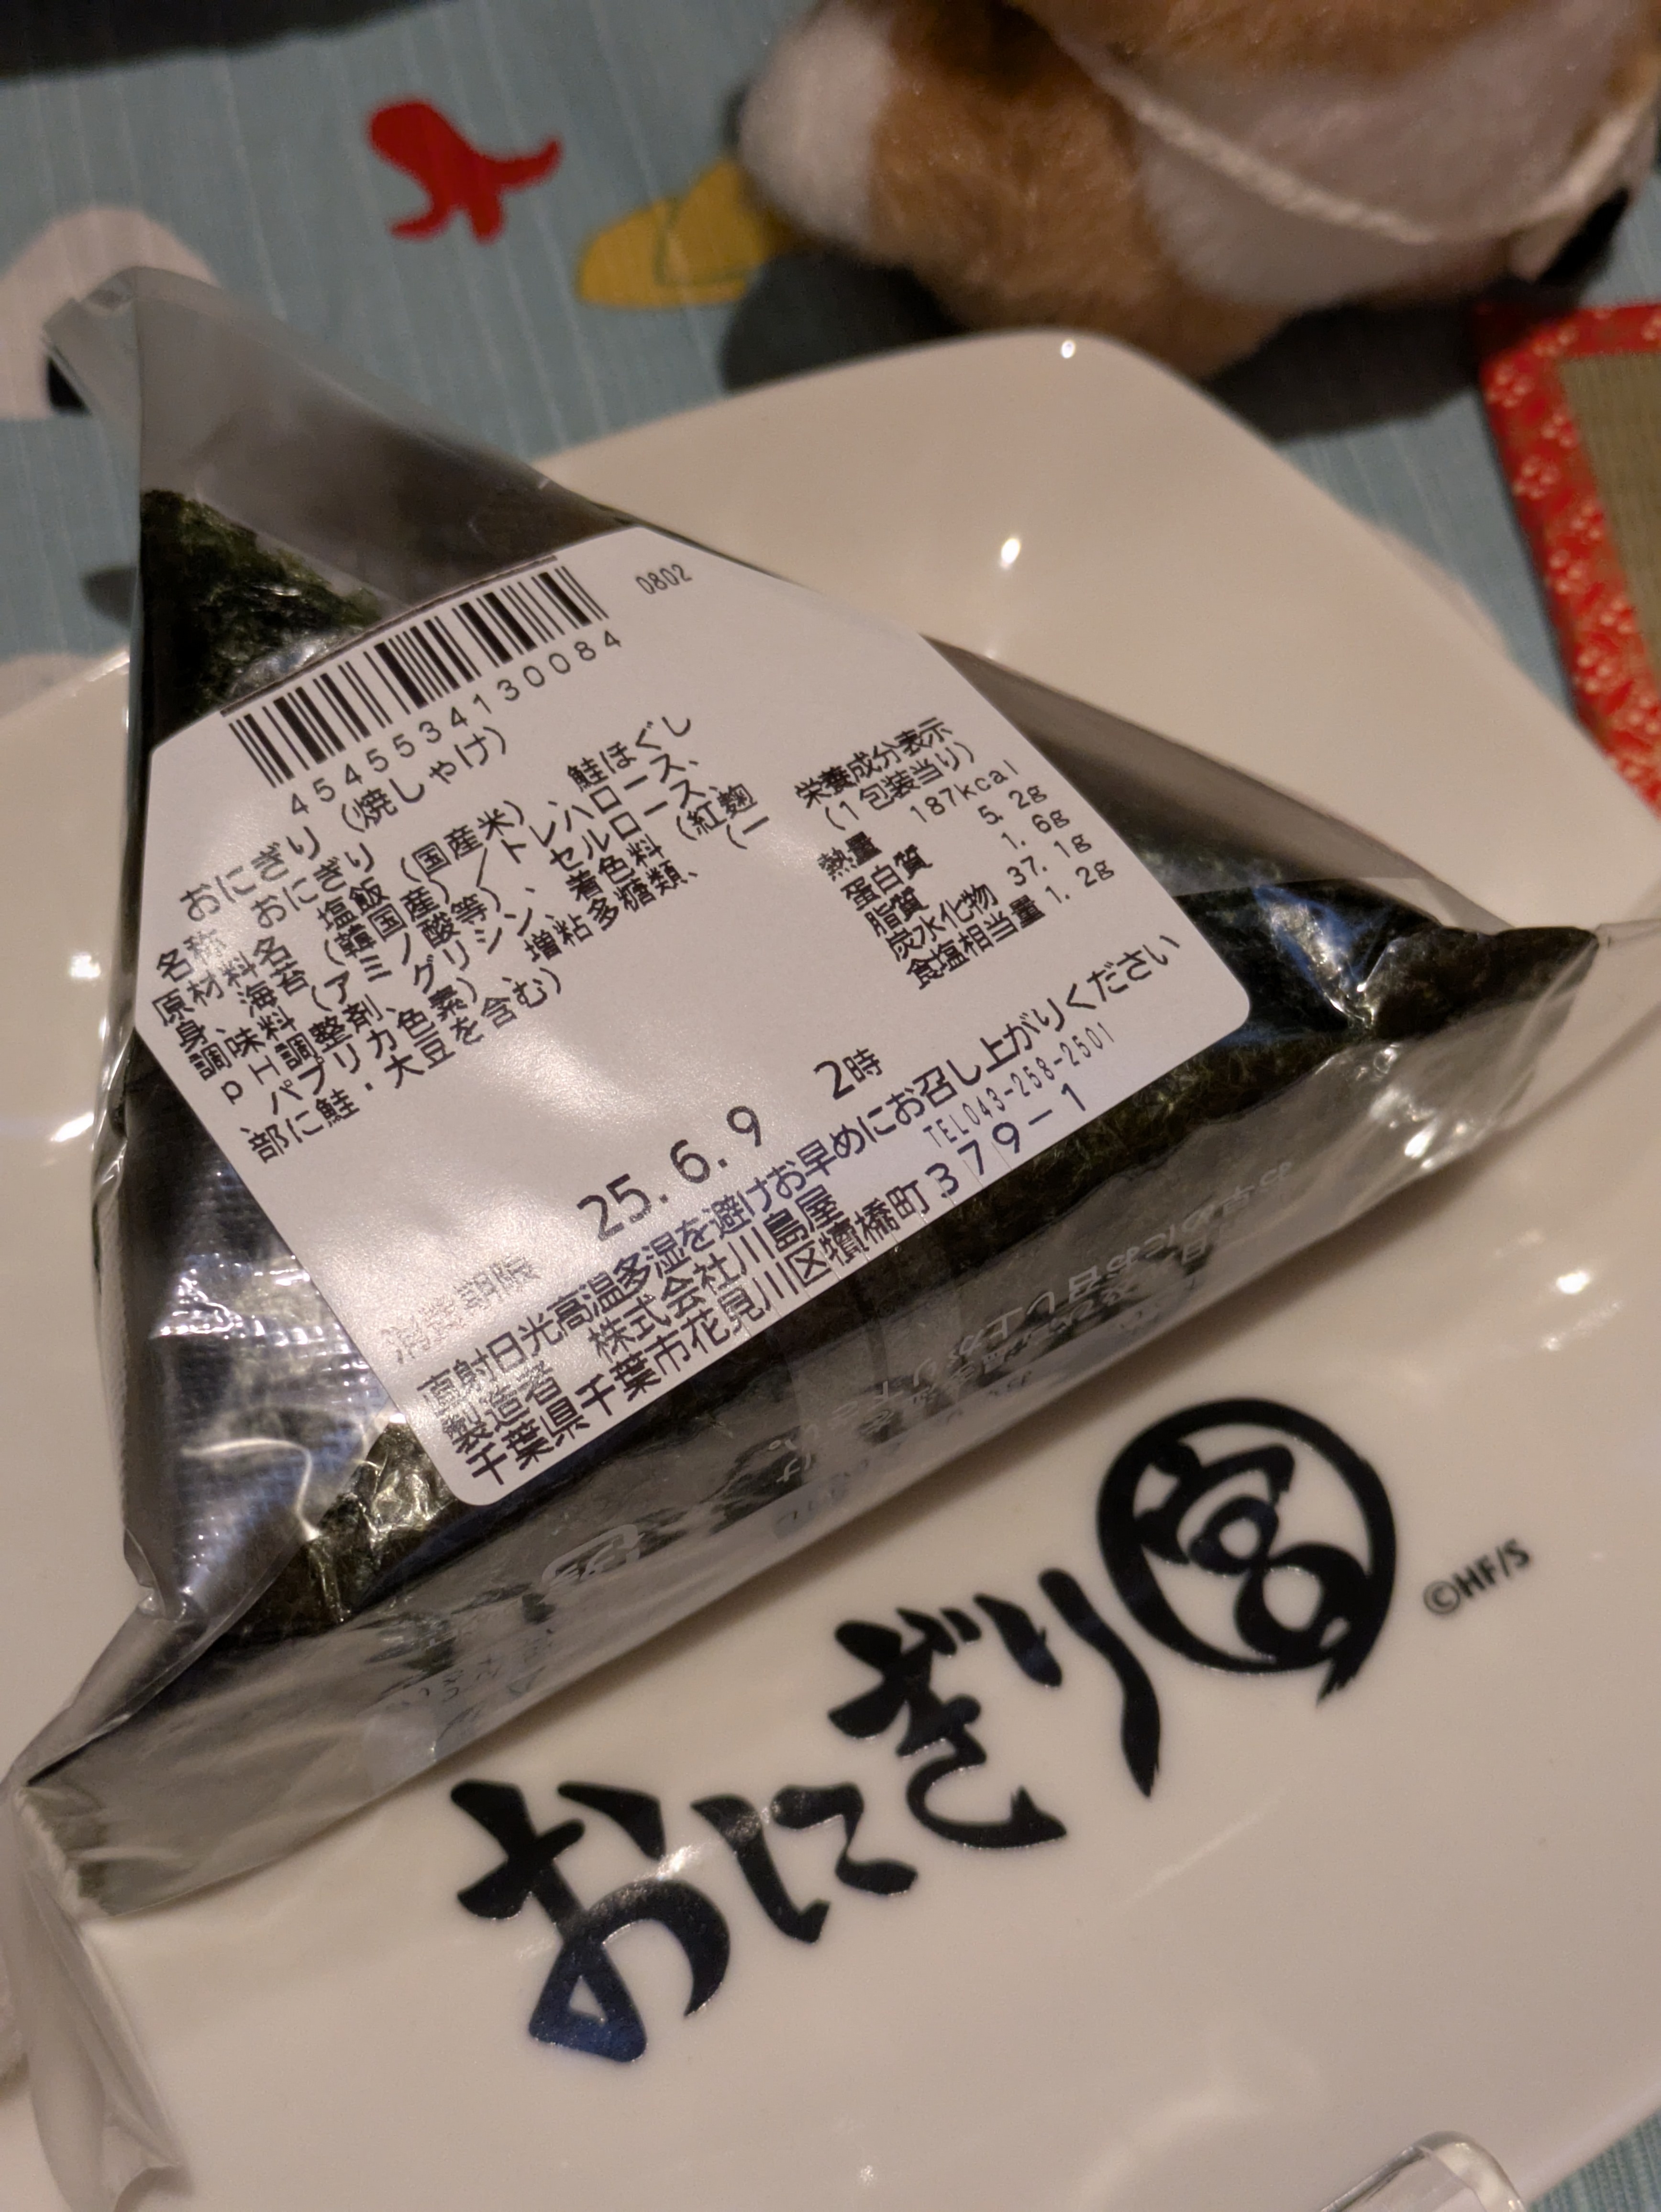 0802
4545534130084
おにぎり(焼しゃけ)
名称 おにぎり
原材料名 塩飯(国産米) 鮭ほぐし
身、海苔(韓国産)/トレハロース、
調味料(アミノ酸等)、セルロース、
pH調整剤、グリシン、着色料(紅麹
、パプリカ色素)、増粘多糖類、(一
部に鮭・大豆を含む)
栄養成分表示
(1包装当り)
熱量 187kcal
蛋白質 5.2g
脂質 1.6g
炭水化物 37.1g
食塩相当量 1.2g
消費期限 25.6.9 2時
直射日光高温多湿を避けお早めにお召し上がりください
製造者 株式会社川島屋 TEL043-258-2501
千葉県千葉市花見川区犢橋町379-1
おにぎり宮
©HF/S